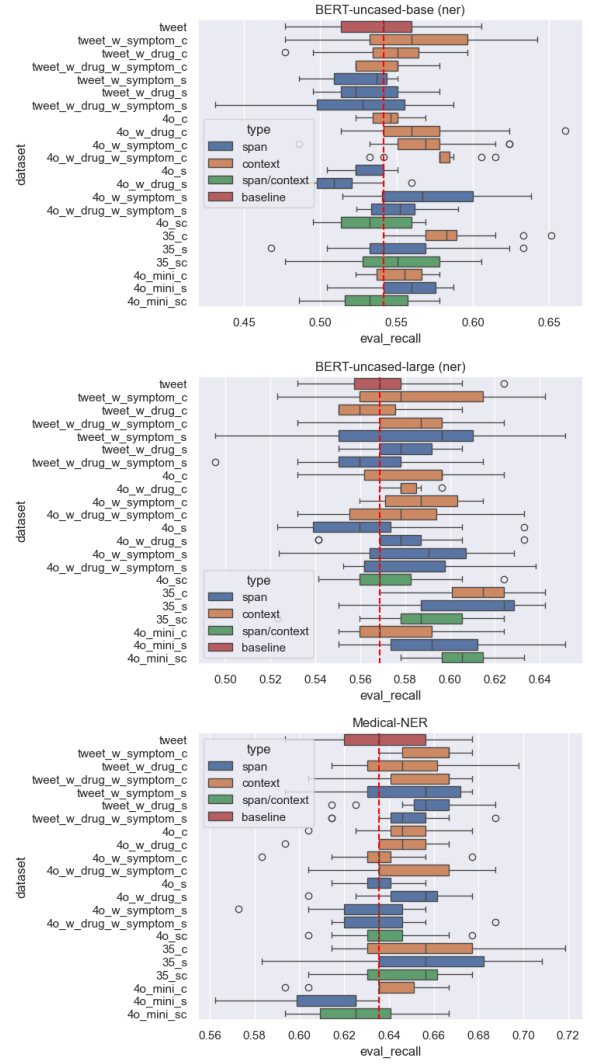 BERT-uncased-base (ner)
tweet
tweet_w_symptom_c
tweet_w_drug_c
tweet_w_drug_w_symptom_c
tweet_w_symptom_s
tweet_w_drug_s
tweet_w_drug_w_symptom_s
4o_c
4o_w_drug_c
4o_w_symptom_c
4o_w_drug_w_symptom_c
4o_s
4o_w_drug_s
4o_w_symptom_s
4o_w_drug_w_symptom_s
4o_sc
35_c
35_s
35_sc
4o_mini_c
4o_mini_s
4o_mini_sc
dataset
type
span
context
span/context
baseline
0.45 0.50 0.55 0.60 0.65
eval_recall
BERT-uncased-large (ner)
tweet
tweet_w_symptom_c
tweet_w_drug_c
tweet_w_drug_w_symptom_c
tweet_w_symptom_s
tweet_w_drug_s
tweet_w_drug_w_symptom_s
4o_c
4o_w_drug_c
4o_w_symptom_c
4o_w_drug_w_symptom_c
4o_s
4o_w_drug_s
4o_w_symptom_s
4o_w_drug_w_symptom_s
4o_sc
35_c
35_s
35_sc
4o_mini_c
4o_mini_s
4o_mini_sc
dataset
type
span
context
span/context
baseline
0.50 0.52 0.54 0.56 0.58 0.60 0.62 0.64
eval_recall
Medical-NER
tweet
tweet_w_symptom_c
tweet_w_drug_c
tweet_w_drug_w_symptom_c
tweet_w_symptom_s
tweet_w_drug_s
tweet_w_drug_w_symptom_s
4o_c
4o_w_drug_c
4o_w_symptom_c
4o_w_drug_w_symptom_c
4o_s
4o_w_drug_s
4o_w_symptom_s
4o_w_drug_w_symptom_s
4o_sc
35_c
35_s
35_sc
4o_mini_c
4o_mini_s
4o_mini_sc
dataset
type
span
context
span/context
baseline
0.56 0.58 0.60 0.62 0.64 0.66 0.68 0.70 0.72
eval_recall